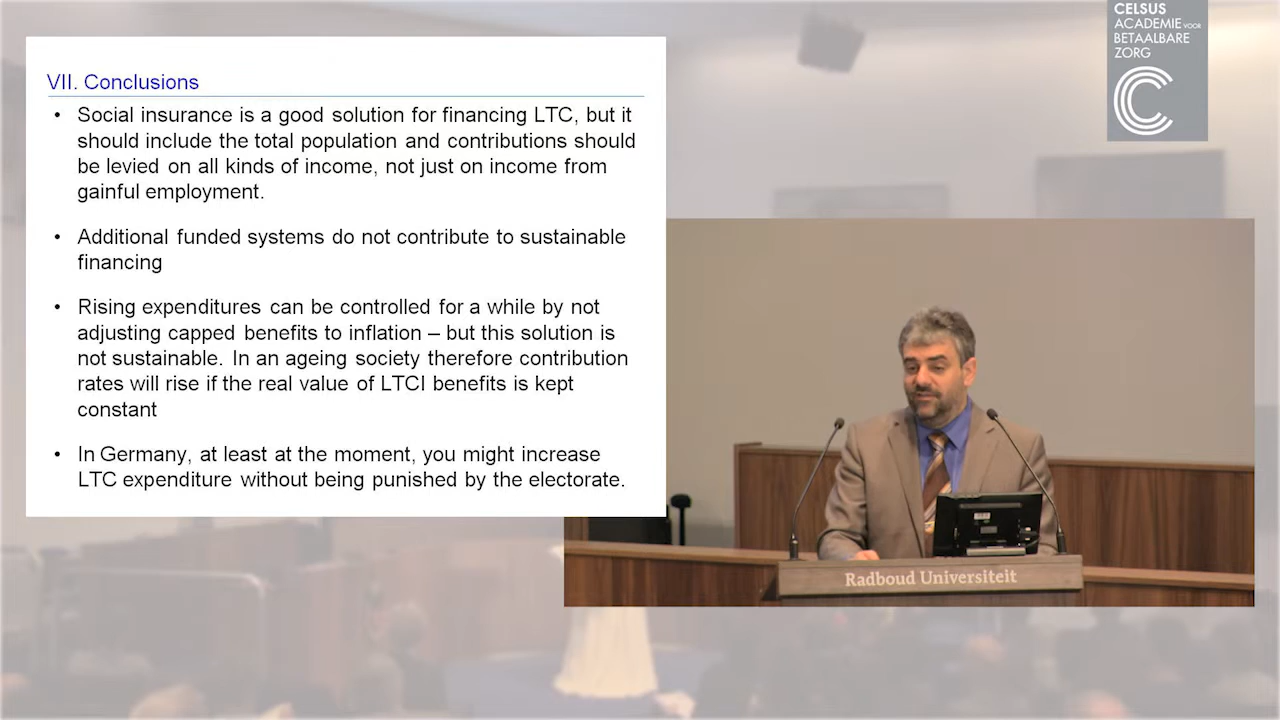 CELSUS
ACADEMIE VOOR
BETAALBARE
ZORG
VII. Conclusions
• Social insurance is a good solution for financing LTC, but it
should include the total population and contributions should
be levied on all kinds of income, not just on income from
gainful employment.
• Additional funded systems do not contribute to sustainable
financing
• Rising expenditures can be controlled for a while by not
adjusting capped benefits to inflation – but this solution is
not sustainable. In an ageing society therefore contribution
rates will rise if the real value of LTCI benefits is kept
constant
• In Germany, at least at the moment, you might increase
LTC expenditure without being punished by the electorate.
Radboud Universiteit